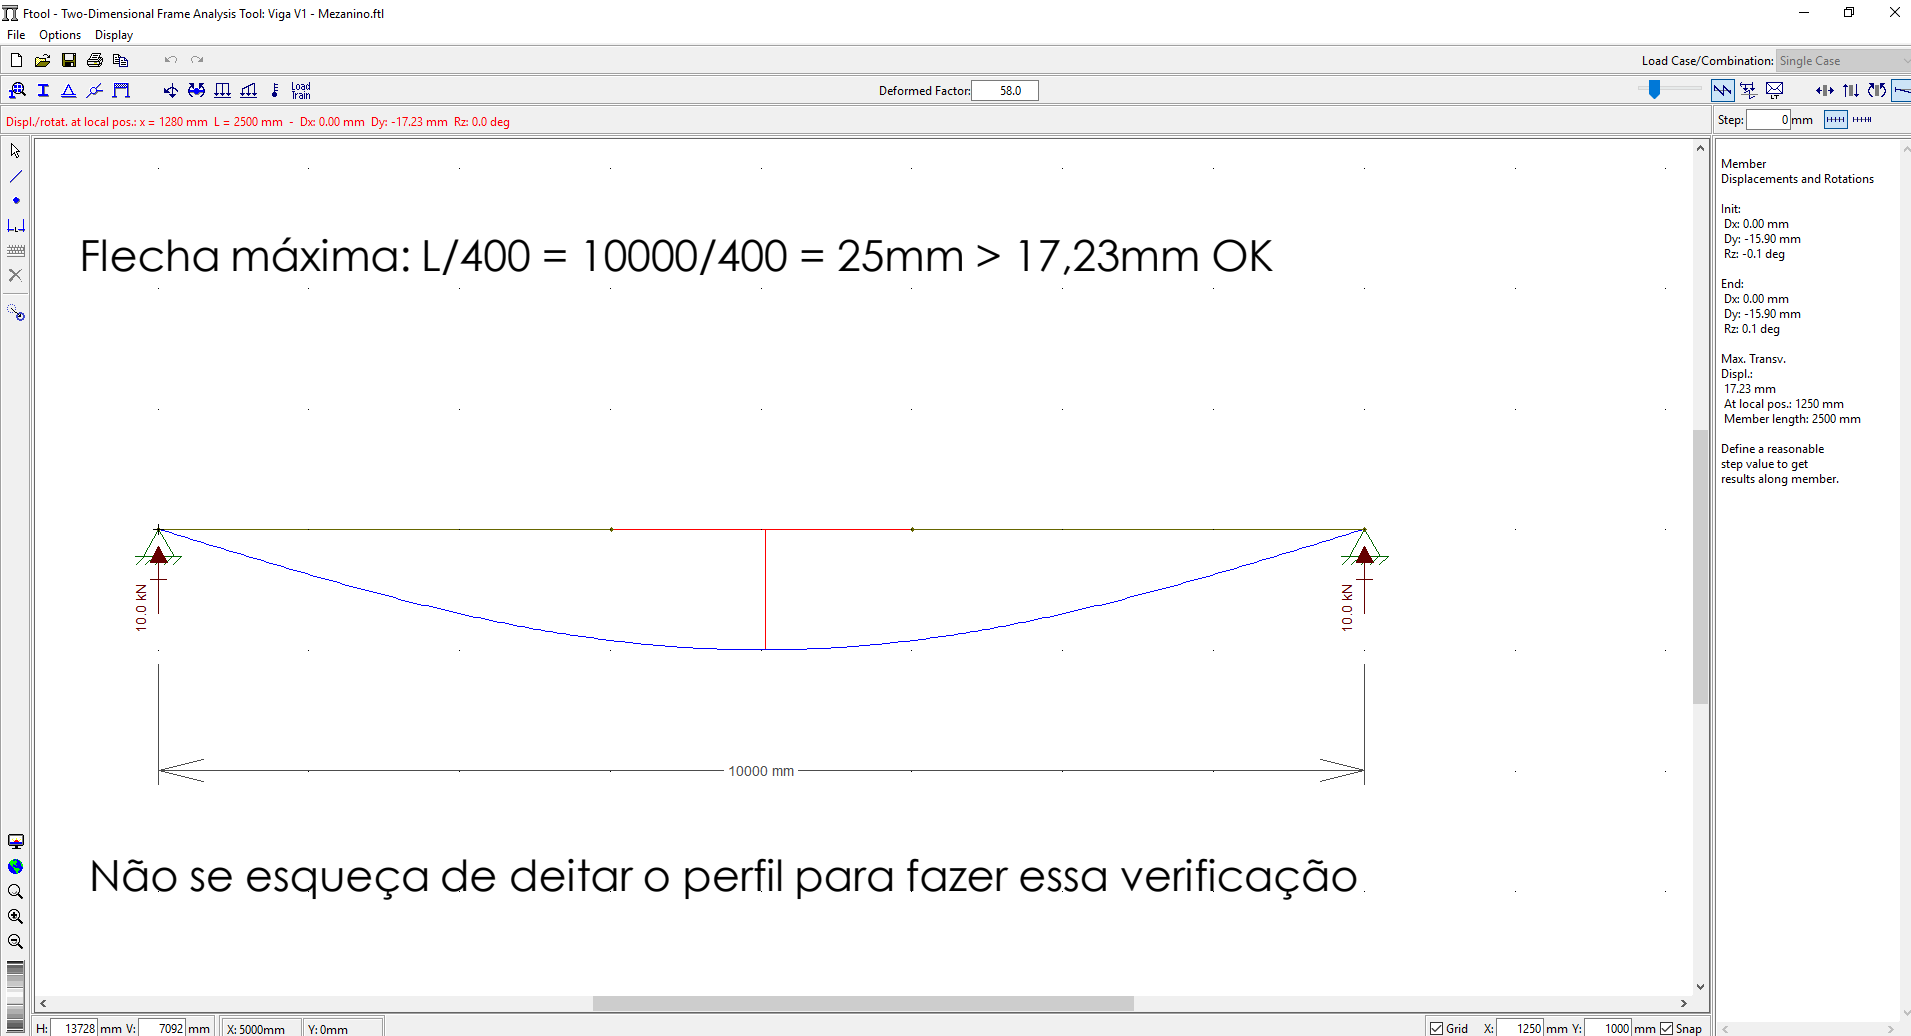 Ftool - Two-Dimensional Frame Analysis Tool: Viga V1 - Mezanino.ftl
File Options Display
Load Case/Combination: Single Case
Load Train
Deformed Factor: 58.0
Displ./rotat. at local pos.: x = 1280 mm L = 2500 mm - Dx: 0.00 mm Dy: -17.23 mm Rz: 0.0 deg
Step: 0 mm
Member
Displacements and Rotations
Init:
Dx: 0.00 mm
Dy: -15.90 mm
Rz: -0.1 deg
End:
Dx: 0.00 mm
Dy: -15.90 mm
Rz: 0.1 deg
Max. Transv.
Displ.:
17.23 mm
At local pos.: 1250 mm
Member length: 2500 mm
Define a reasonable
step value to get
results along member.
Flecha máxima: L/400 = 10000/400 = 25mm > 17,23mm OK
10.0 kN
10.0 kN
10000 mm
Não se esqueça de deitar o perfil para fazer essa verificação
H: 13728 mm V: 7092 mm X: 5000mm Y: 0mm
Grid X: 1250 mm Y: 1000 mm Snap